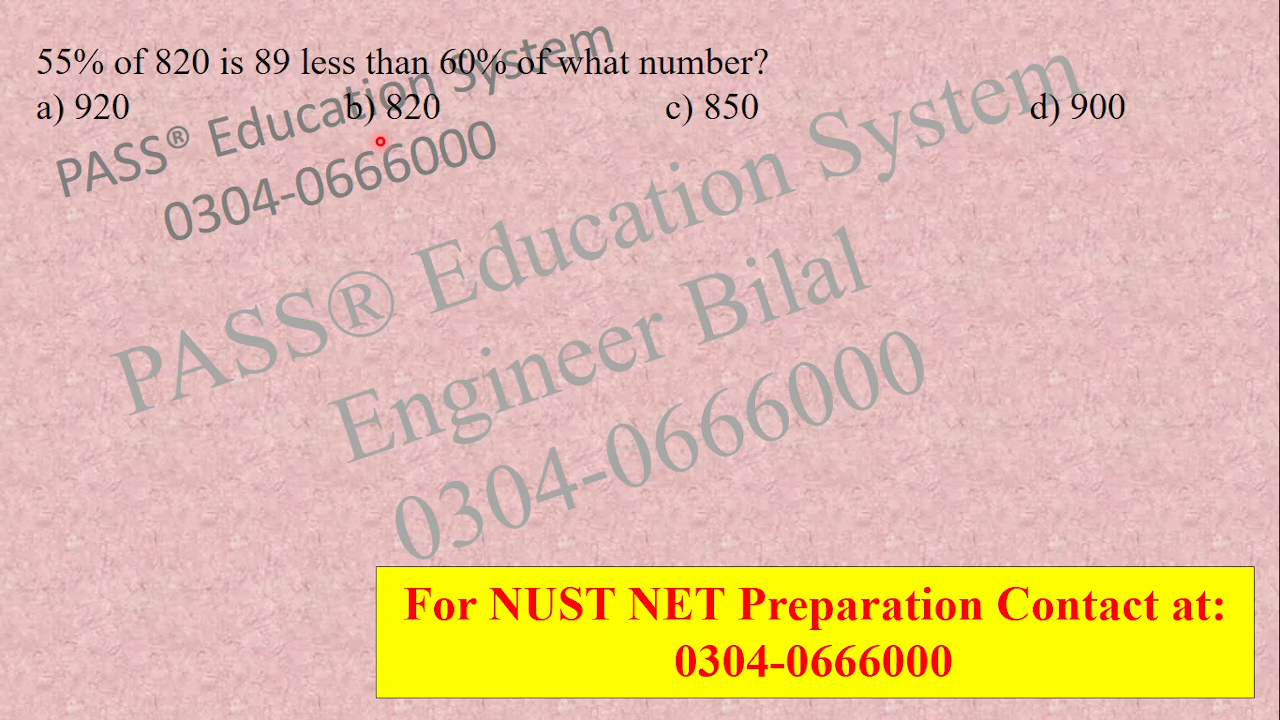 55% of 820 is 89 less than 60% of what number?
a) 920 b) 820 c) 850 d) 900
PASS® Education System
0304-0666000
PASS® Education System
Engineer Bilal
0304-0666000
For NUST NET Preparation Contact at:
0304-0666000